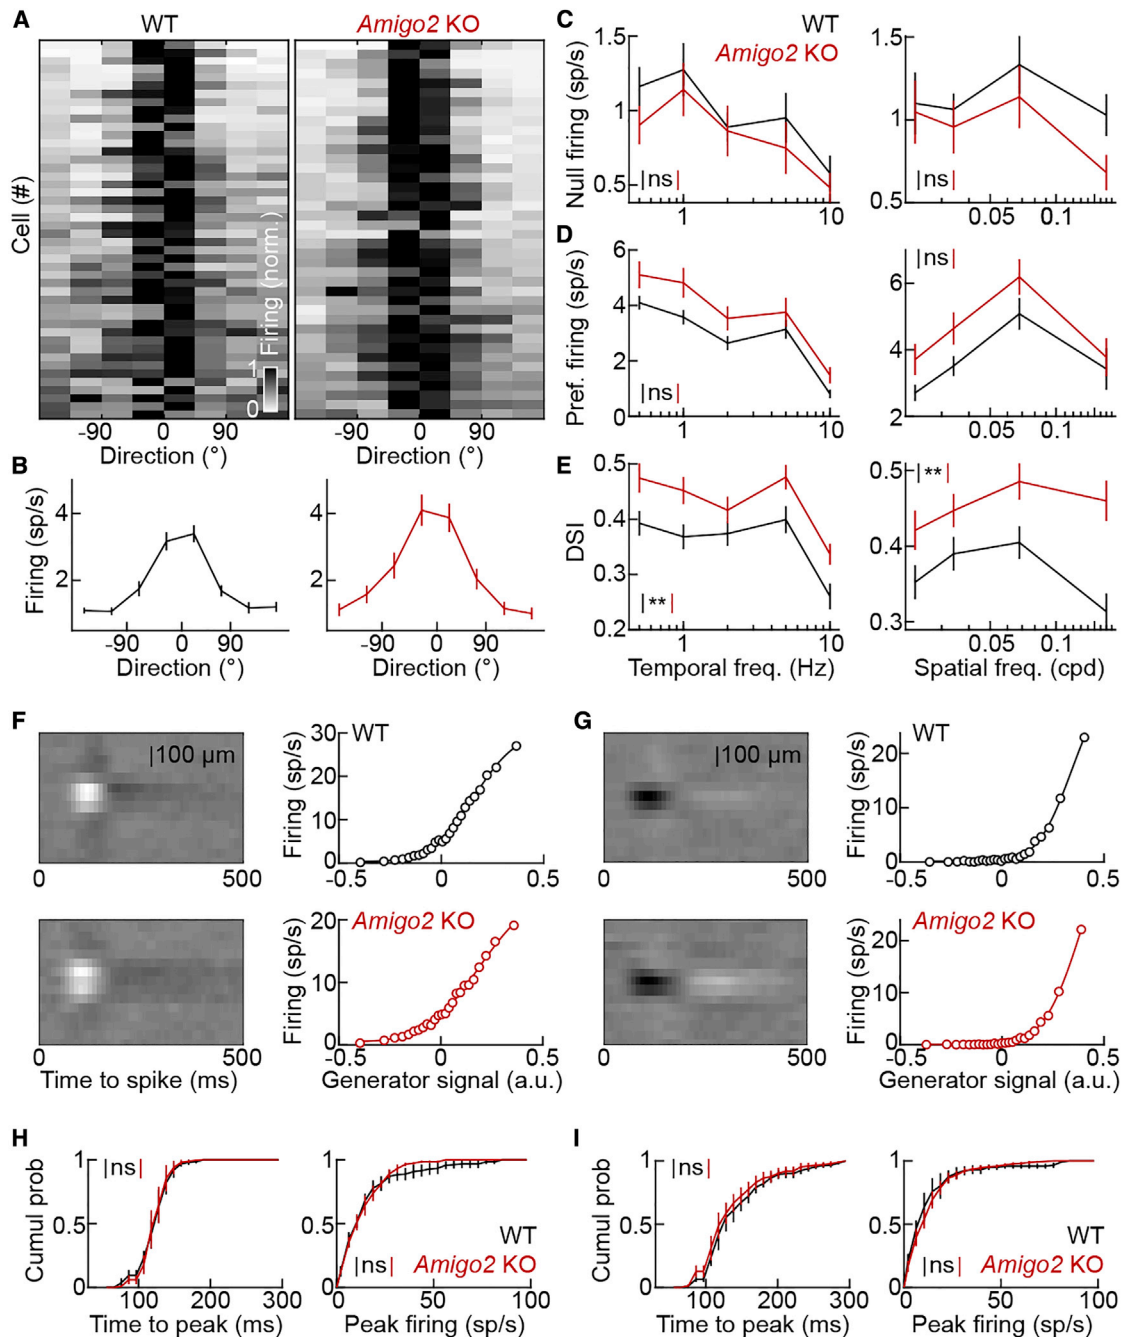 A WT Amigo2 KO
Cell (#)
Firing (norm.)
1
0
-90 0 90 -90 0 90
Direction (°) Direction (°)
B
Firing (sp/s)
4
2
4
2
-90 0 90 -90 0 90
Direction (°) Direction (°)
C WT
Amigo2 KO
Null firing (sp/s)
1.5
1
0.5
|ns|
1 10
1.5
1
0.5
|ns|
0.05 0.1
D
Pref. firing (sp/s)
6
4
2
0
|ns|
1 10
|ns|
6
4
2
0.05 0.1
E
DSI
0.5
0.4
0.3
0.2
|**|
1 10
Temporal freq. (Hz)
0.5
0.4
0.3
|**|
0.05 0.1
Spatial freq. (cpd)
F
|100 µm
0 500
WT
Firing (sp/s)
30
20
10
0
-0.5 0 0.5
0 500
Time to spike (ms)
Amigo2 KO
Firing (sp/s)
20
10
0
-0.5 0 0.5
Generator signal (a.u.)
G
|100 µm
0 500
WT
Firing (sp/s)
20
10
0
-0.5 0 0.5
0 500
Amigo2 KO
Firing (sp/s)
20
10
0
-0.5 0 0.5
Generator signal (a.u.)
H
Cumul prob
1
0.5
0
|ns|
100 200 300
Time to peak (ms)
1
0.5
0
WT
|ns| Amigo2 KO
0 50 100
Peak firing (sp/s)
I
Cumul prob
1
0.5
0
|ns|
100 200 300
Time to peak (ms)
1
0.5
0
WT
|ns| Amigo2 KO
0 50 100
Peak firing (sp/s)